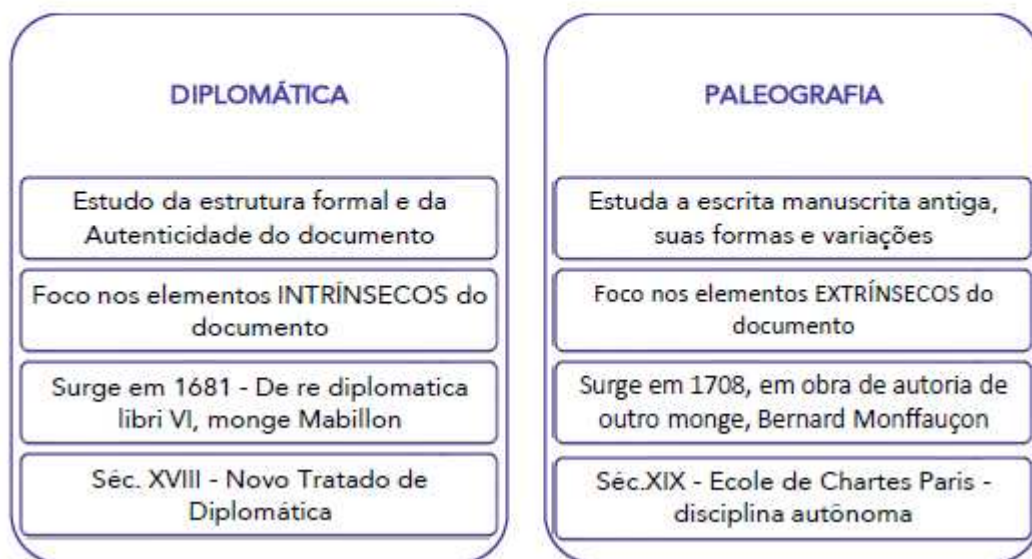 DIPLOMÁTICA
Estudo da estrutura formal e da
Autenticidade do documento
Foco nos elementos INTRÍNSECOS do
documento
Surge em 1681 - De re diplomatica
libri VI, monge Mabillon
Séc. XVIII - Novo Tratado de
Diplomática
PALEOGRAFIA
Estuda a escrita manuscrita antiga,
suas formas e variações
Foco nos elementos EXTRÍNSECOS do
documento
Surge em 1708, em obra de autoria de
outro monge, Bernard Monffauçon
Séc.XIX - Ecole de Chartes Paris -
disciplina autônoma